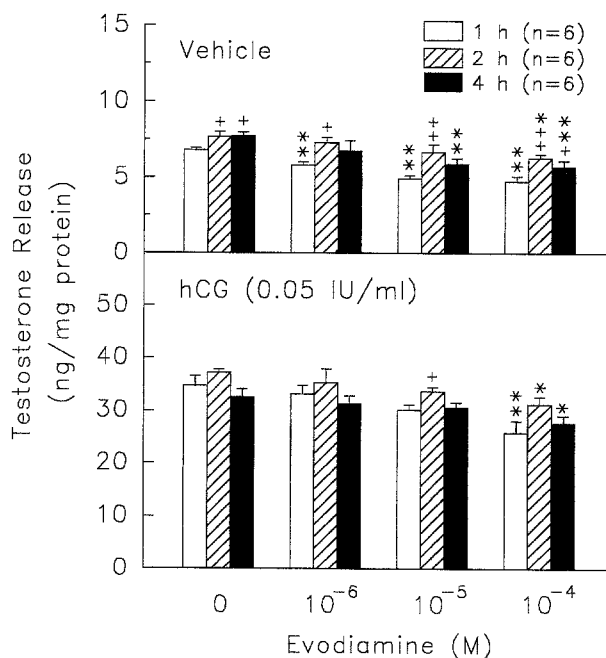 15
Vehicle
1 h (n=6)
2 h (n=6)
4 h (n=6)
10
+ + ** + ** ++ ** ** *++ **+
5
0
Testosterone Release
(ng/mg protein)
hCG (0.05 IU/ml)
50
40
+ ** * *
30
20
10
0
0 10⁻⁶ 10⁻⁵ 10⁻⁴
Evodiamine (M)